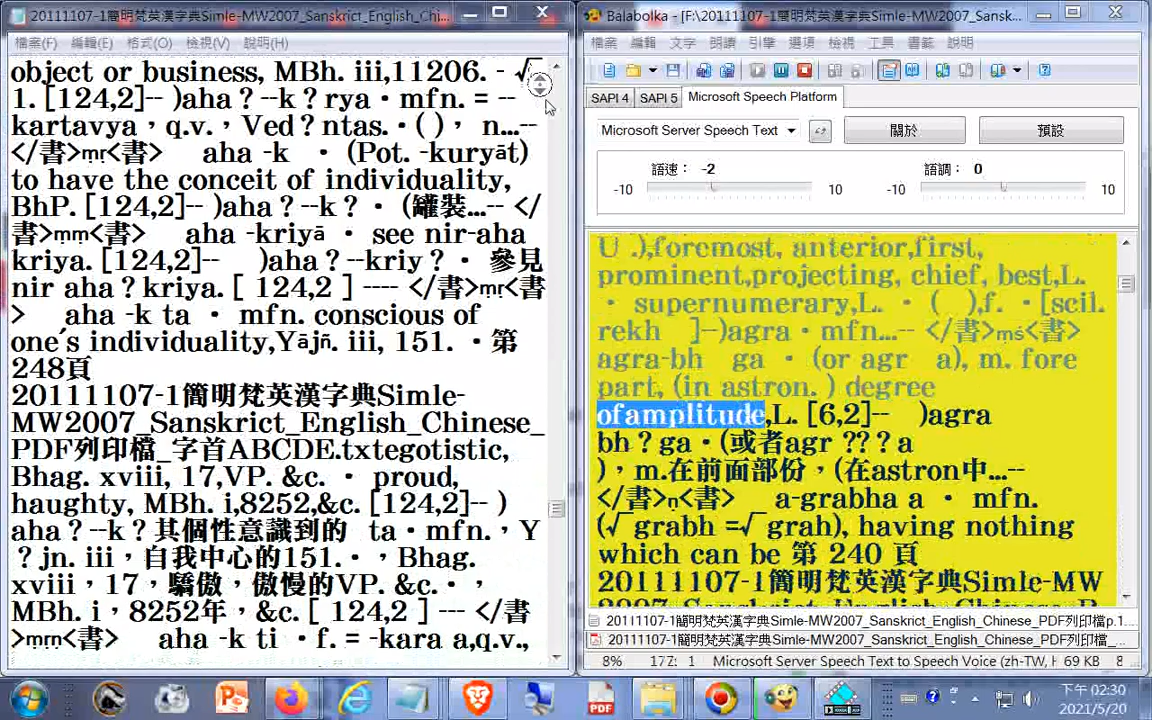 20111107-1簡明梵英漢字典Simle-MW2007_Sanskrict_English_Chi...
檔案(F) 編輯(E) 格式(O) 檢視(V) 說明(H)
object or business, MBh. iii,11206. - √
1. [124,2]-- )aha ? --k ? rya • mfn. = --
kartavya，q.v.，Ved ? ntas. • ( )， n...--
</書>mṛ<書> aha -k • (Pot. -kuryāt)
to have the conceit of individuality,
BhP. [124,2]-- )aha ? --k ? • (罐裝...-- </
書>mṃ<書> aha -kriyā • see nir-aha
kriya. [124,2]-- )aha ? --kriy ? • 參見
nir aha ? kriya. [ 124,2 ] ---- </書>mṛ<書
> aha -k ta • mfn. conscious of
one's individuality,Yājñ. iii, 151. • 第
248頁
20111107-1簡明梵英漢字典Simle-
MW2007_Sanskrict_English_Chinese_
PDF列印檔_字首ABCDE.txtegotistic,
Bhag. xviii, 17,VP. &c. • proud,
haughty, MBh. i,8252,&c. [124,2]-- )
aha ? --k ? 其個性意識到的 ta • mfn.，Y
? jn. iii，自我中心的151. •，Bhag.
xviii，17，驕傲，傲慢的VP. &c. •，
MBh. i，8252年，&c. [ 124,2 ] --- </書
>mṛn<書> aha -k ti • f. = -kara a,q.v.,
Balabolka - [F:\20111107-1簡明梵英漢字典Simle-MW2007_Sansk...
檔案 編輯 文字 朗讀 引擎 選項 檢視 工具 書籤 說明
SAPI 4 SAPI 5 Microsoft Speech Platform
Microsoft Server Speech Text 關於 預設
語速： -2 語調： 0
-10 10 -10 10
U .),foremost, anterior,first,
prominent,projecting, chief, best,L.
• supernumerary,L. • ( ),f. •[scil.
rekh ]--)agra • mfn...-- </書>mś<書>
agra-bh ga • (or agr a), m. fore
part, (in astron. ) degree
ofamplitude,L. [6,2]-- )agra
bh ? ga • (或者agr ?? ? a
)，m.在前面部份，(在astron中...--
</書>ṇ<書> a-grabha a • mfn.
(√ grabh =√ grah), having nothing
which can be 第 240 頁
20111107-1簡明梵英漢字典Simle-MW
20111107-1簡明梵英漢字典Simle-MW2007_Sanskrict_English_Chinese_PDF列印檔p.1...
20111107-1簡明梵英漢字典Simle-MW2007_Sanskrict_English_Chinese_PDF列印檔_...
8% 177: 1 Microsoft Server Speech Text to Speech Voice (zh-TW, H 69 KB 8
PDF
下午 02:30
2021/5/20